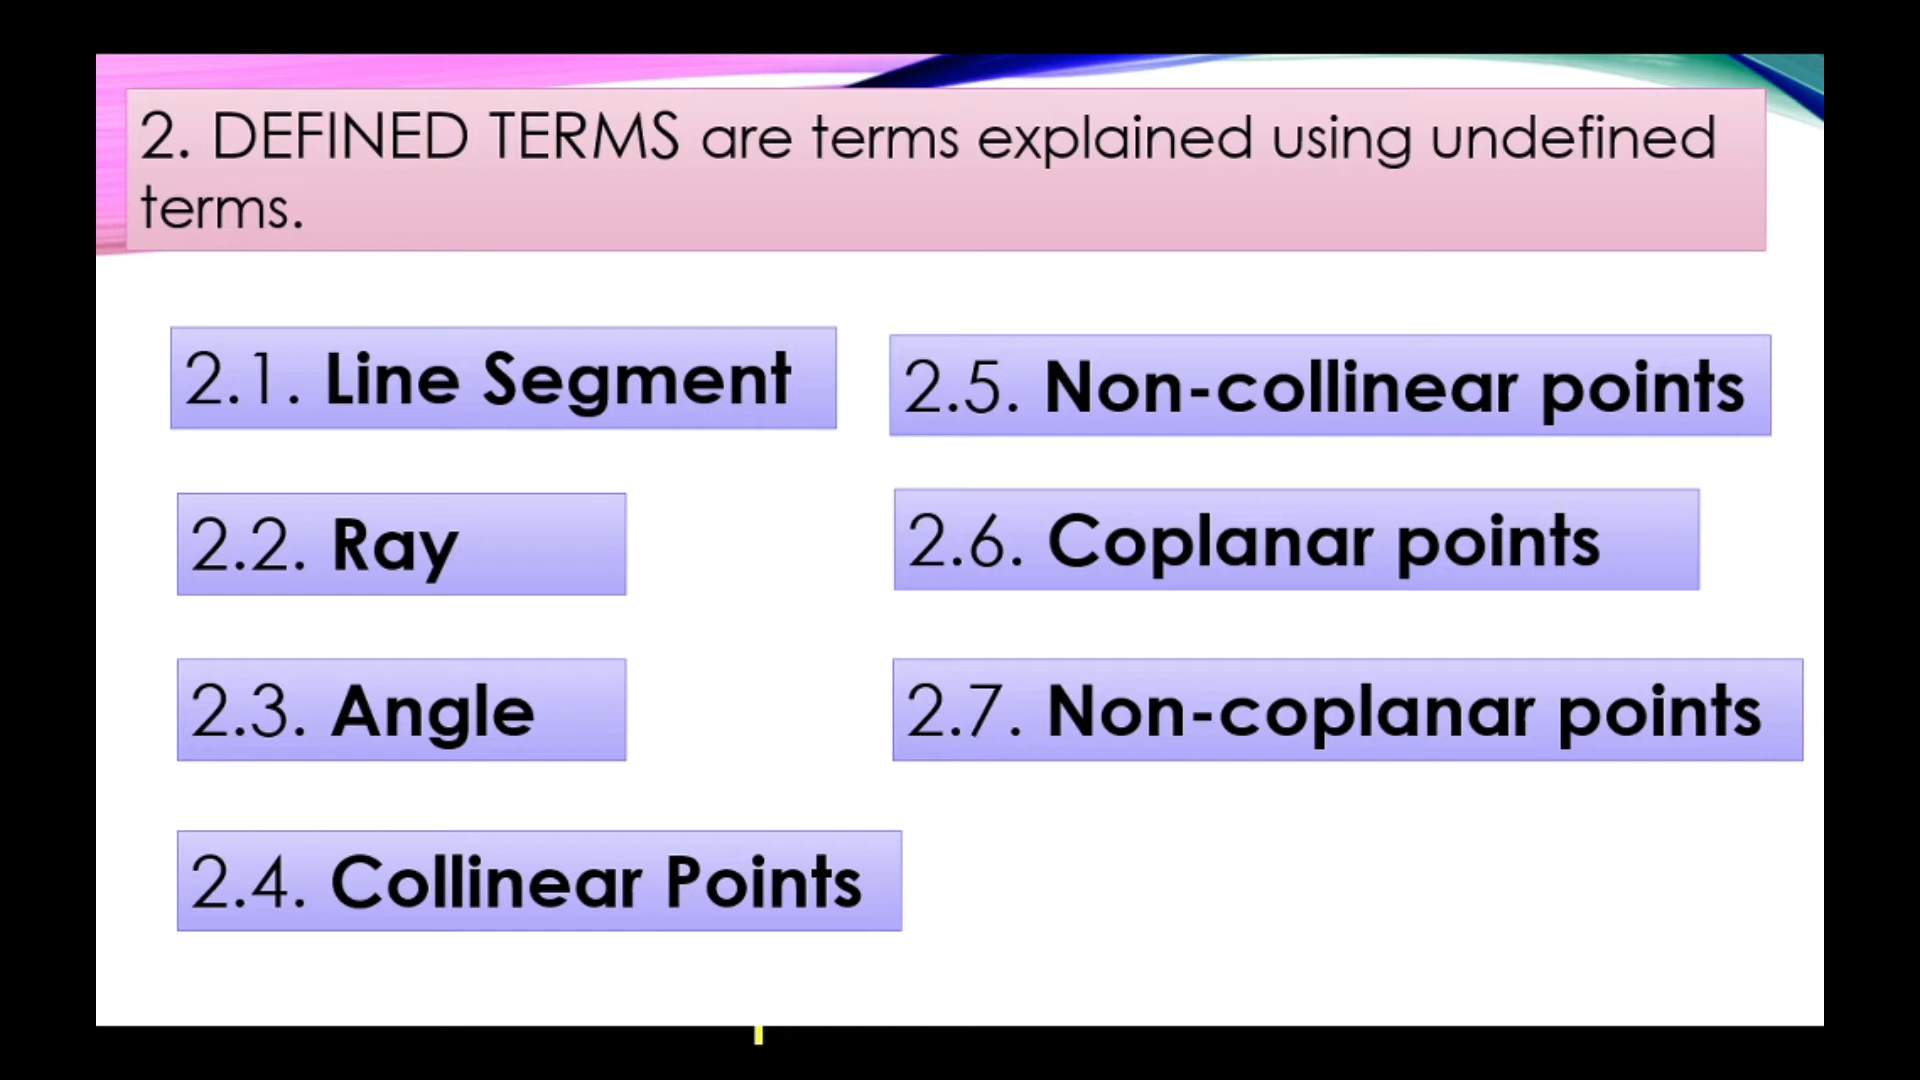 2. DEFINED TERMS are terms explained using undefined
terms.
2.1. Line Segment
2.2. Ray
2.3. Angle
2.4. Collinear Points
2.5. Non-collinear points
2.6. Coplanar points
2.7. Non-coplanar points